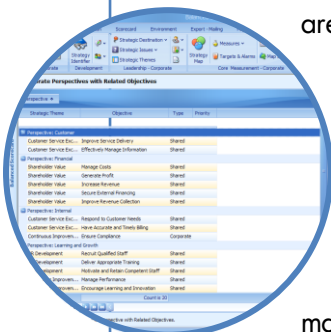 are
Scorecard Environment Expert - Mailing
Strategy Identifier
Strategic Destination
Strategic Issues
Strategic Themes
Strategy Map
Measures
Targets & Alarms
Development Leadership - Corporate Core Measurement - Corporate
orate Perspectives with Related Objectives
erspective
Strategic Theme Objective Type Priority
Perspective: Customer
Customer Service Exc... Improve Service Delivery Shared
Customer Service Exc... Effectively Manage Information Shared
Perspective: Financial
Shareholder Value Manage Costs Shared
Shareholder Value Generate Profit Shared
Shareholder Value Increase Revenue Shared
Shareholder Value Secure External Financing Shared
Shareholder Value Improve Revenue Collection Shared
Perspective: Internal
Customer Service Exc... Respond to Customer Needs Shared
Customer Service Exc... Have Accurate and Timely Billing Shared
Continuous Improvem... Ensure Compliance Corporate
Perspective: Learning and Growth
Development Recruit Qualified Staff Shared
Development Deliver Appropriate Training Shared
Development Motivate and Retain Competent Staff Shared
Improvem... Manage Performance Shared
Improvem... Encourage Learning and Innovation Shared
pective with Related Objectives.